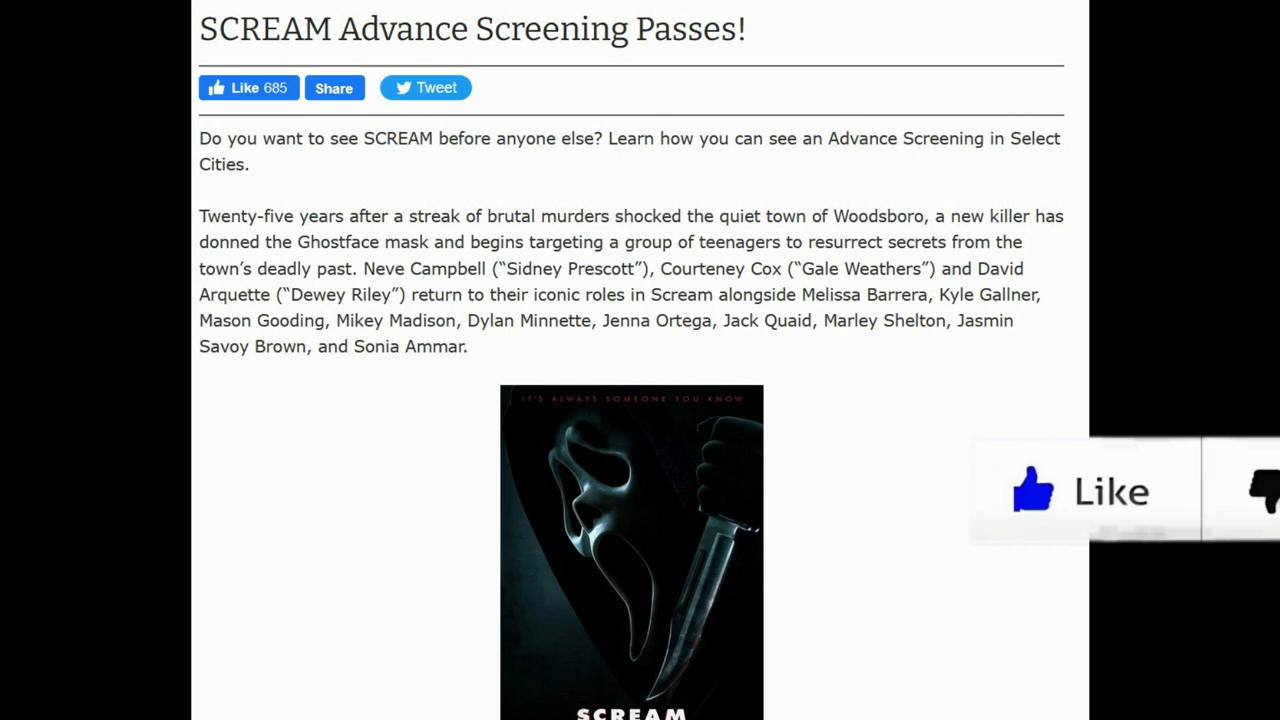 SCREAM Advance Screening Passes!
Like 685 Share Tweet
Do you want to see SCREAM before anyone else? Learn how you can see an Advance Screening in Select
Cities.
Twenty-five years after a streak of brutal murders shocked the quiet town of Woodsboro, a new killer has
donned the Ghostface mask and begins targeting a group of teenagers to resurrect secrets from the
town’s deadly past. Neve Campbell (“Sidney Prescott”), Courteney Cox (“Gale Weathers”) and David
Arquette (“Dewey Riley”) return to their iconic roles in Scream alongside Melissa Barrera, Kyle Gallner,
Mason Gooding, Mikey Madison, Dylan Minnette, Jenna Ortega, Jack Quaid, Marley Shelton, Jasmin
Savoy Brown, and Sonia Ammar.
IT'S ALWAYS SOMEONE YOU KNOW
Like
SCREAM